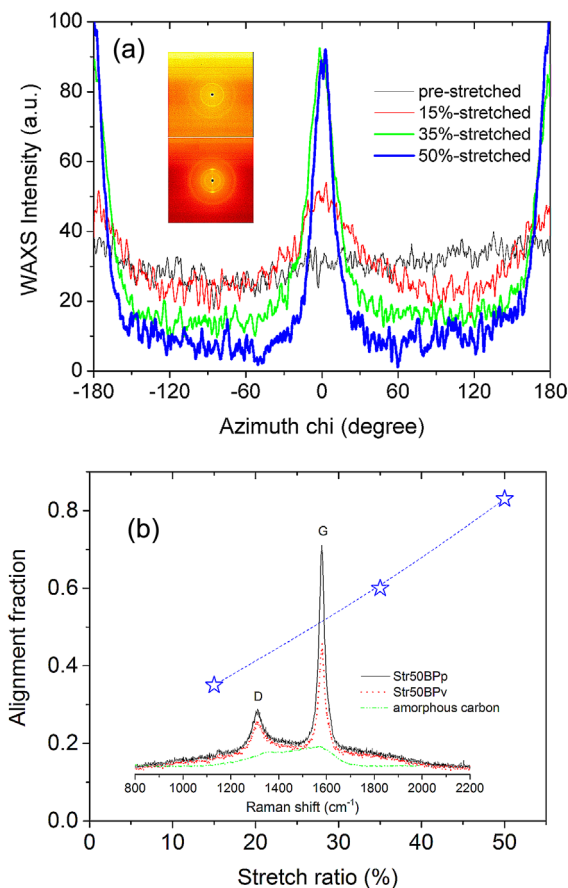 (a)
100
80
60
40
20
0
WAXS Intensity (a.u.)
pre-stretched
15%-stretched
35%-stretched
50%-stretched
-180 -120 -60 0 60 120 180
Azimuth chi (degree)
(b)
0.8
0.6
0.4
0.2
0.0
Alignment fraction
G
D
Str50BPp
Str50BPv
amorphous carbon
800 1000 1200 1400 1600 1800 2000 2200
Raman shift (cm-1)
0 10 20 30 40 50
Stretch ratio (%)